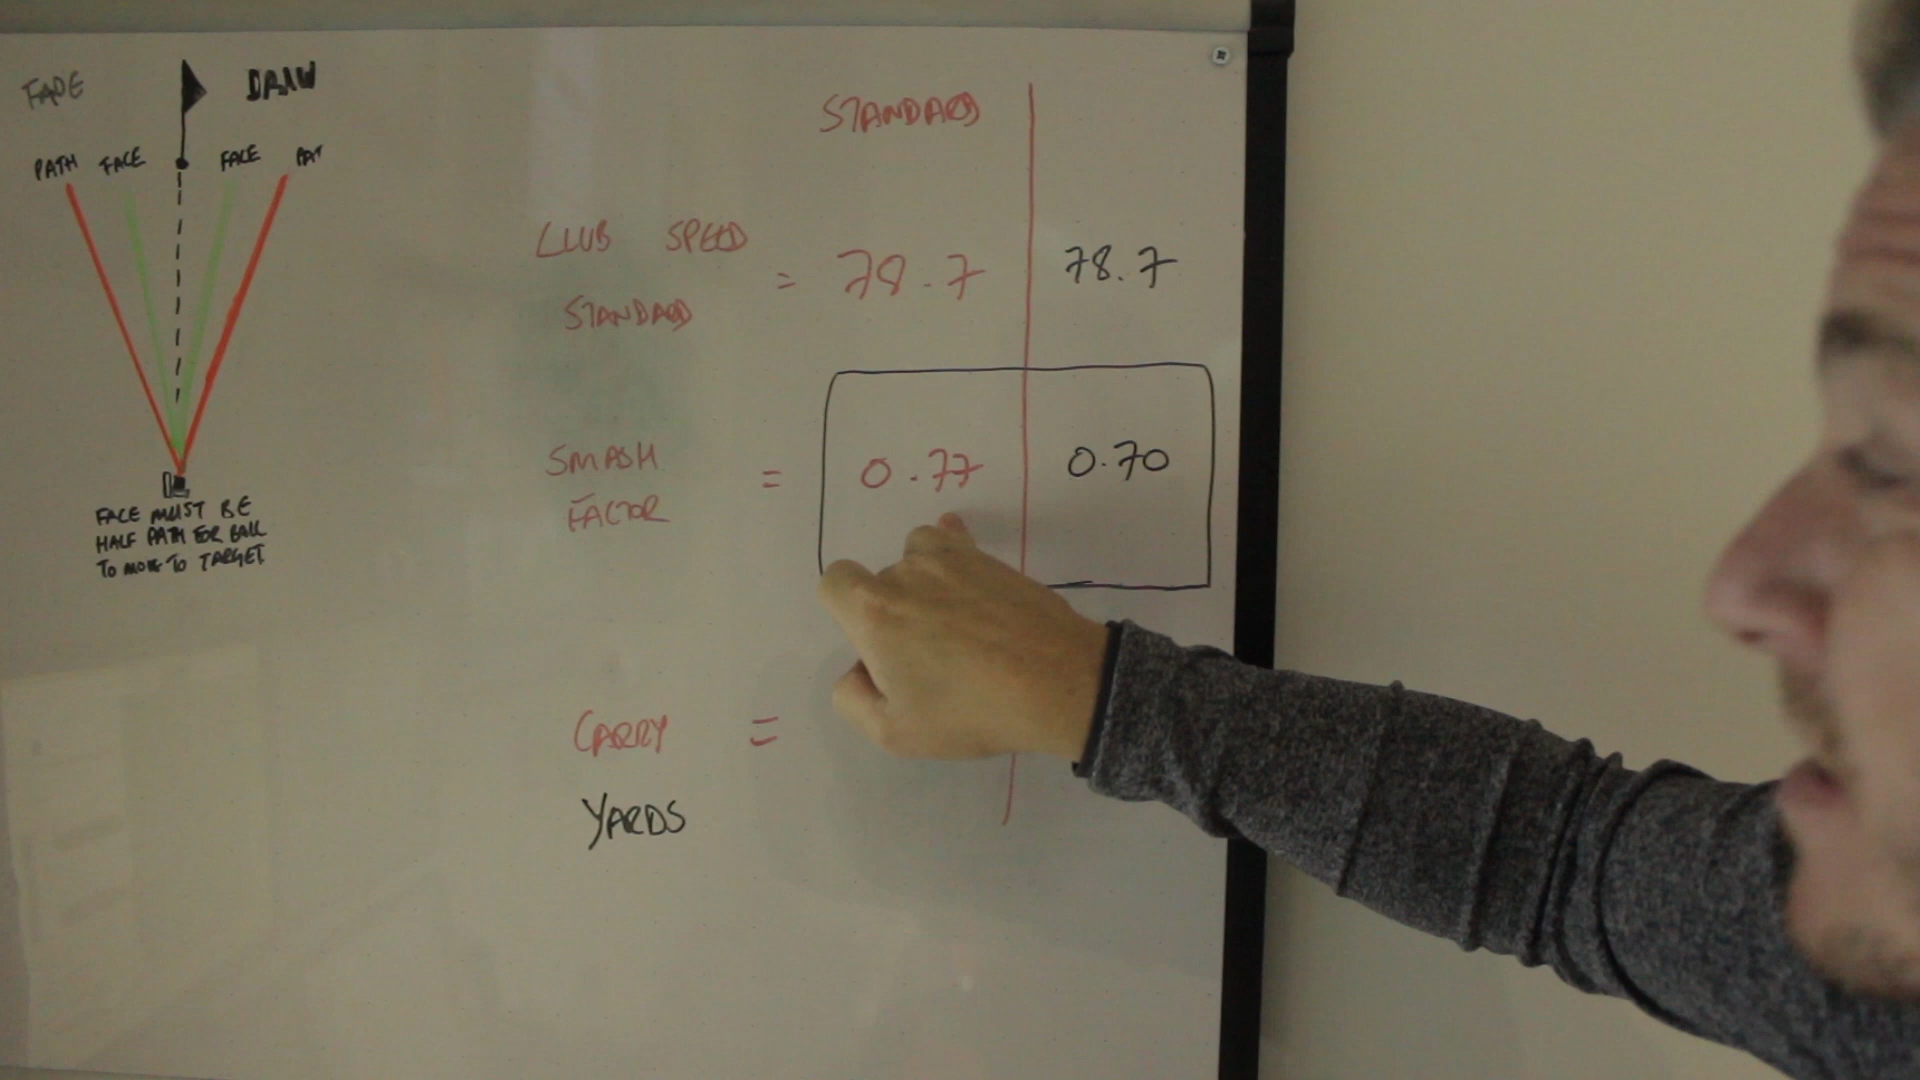 FADE DRAW
PATH FACE FACE PAT
FACE MUST BE
HALF PATH FOR BALL
TO MOVE TO TARGET
STANDARD
CLUB SPEED
STANDARD
= 78.7 78.7
SMASH
FACTOR
= 0.77 0.70
CARRY =
YARDS